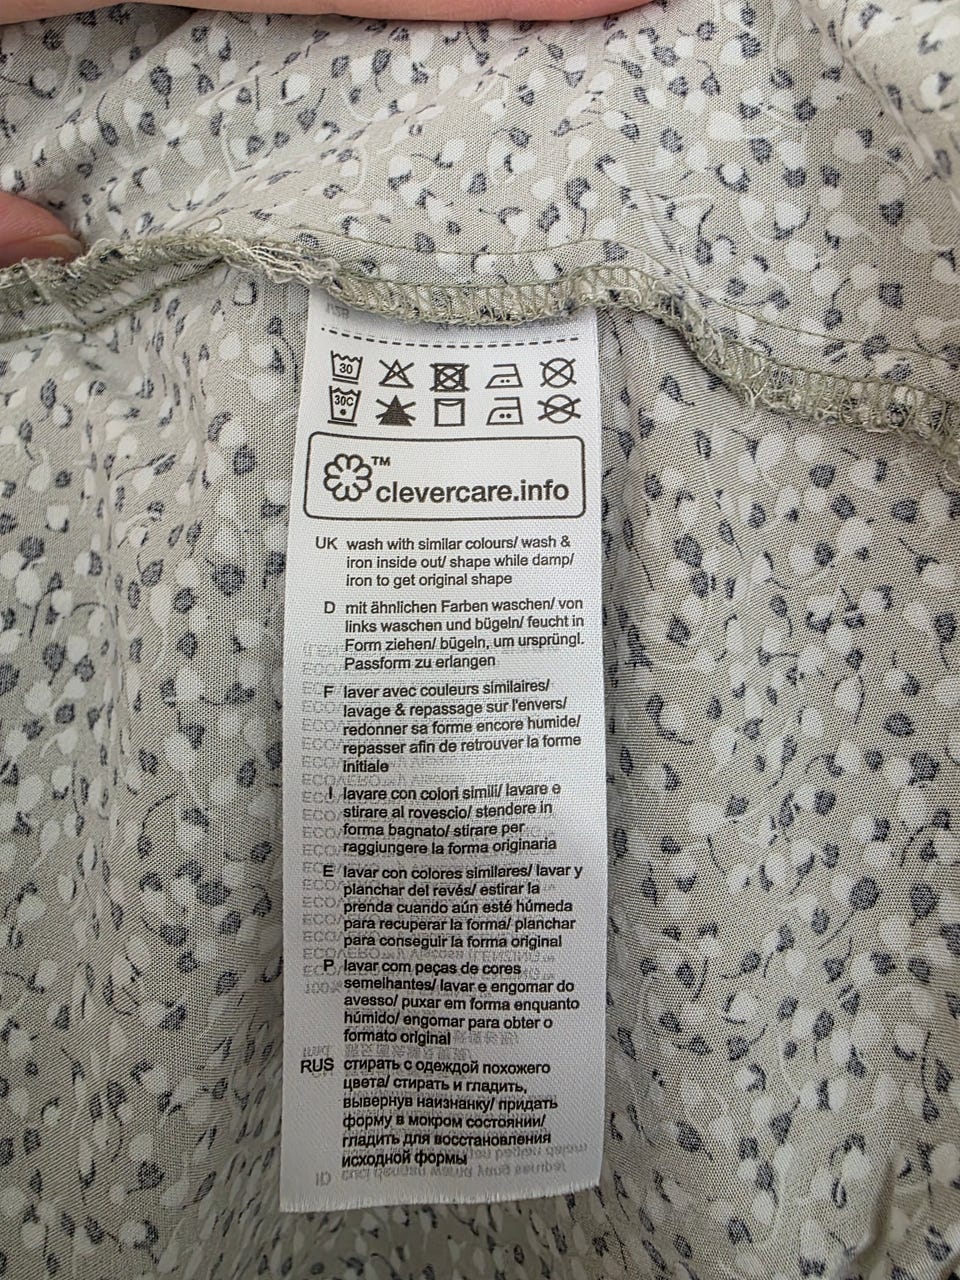 30
30C
TM
clevercare.info
UK wash with similar colours/ wash &
iron inside out/ shape while damp/
iron to get original shape
D mit ähnlichen Farben waschen/ von
links waschen und bügeln/ feucht in
Form ziehen/ bügeln, um ursprüngl.
Passform zu erlangen
F laver avec couleurs similaires/
lavage & repassage sur l'envers/
redonner sa forme encore humide/
repasser afin de retrouver la forme
initiale
I lavare con colori simili/ lavare e
stirare al rovescio/ stendere in
forma bagnato/ stirare per
raggiungere la forma originaria
E lavar con colores similares/ lavar y
planchar del revés/ estirar la
prenda cuando aún esté húmeda
para recuperar la forma/ planchar
para conseguir la forma original
P lavar com peças de cores
semelhantes/ lavar e engomar do
avesso/ puxar em forma enquanto
húmido/ engomar para obter o
formato original
RUS стирать с одеждой похожего
цвета/ стирать и гладить,
вывернув наизнанку/ придать
форму в мокром состоянии/
гладить для восстановления
исходной формы